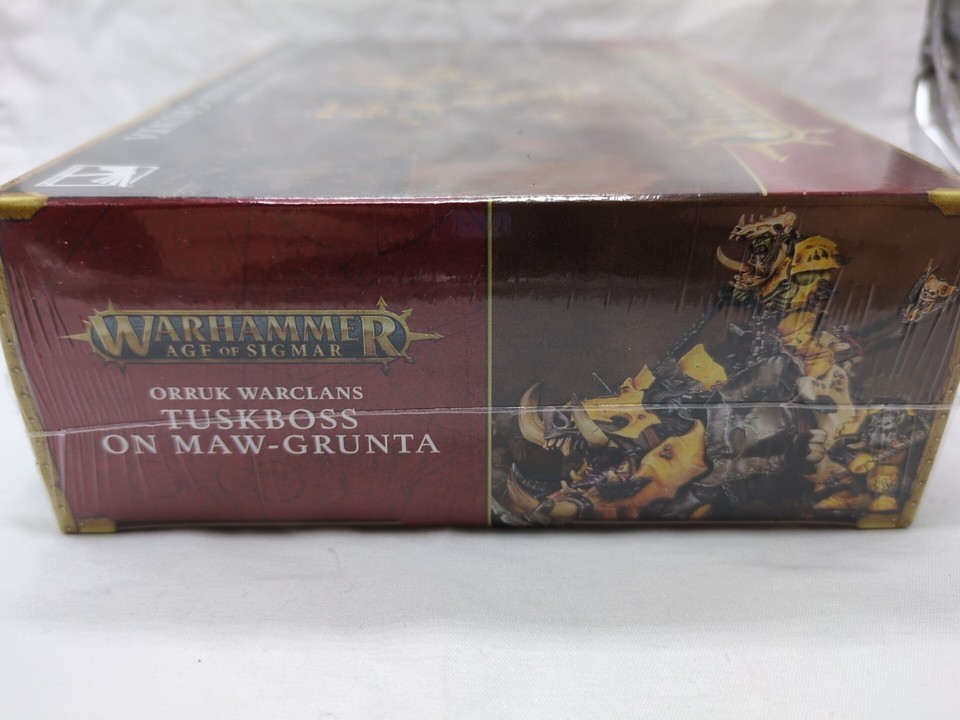 WARHAMMER
AGE OF SIGMAR
ORRUK WARCLANS
TUSKBOSS
ON MAW-GRUNTA